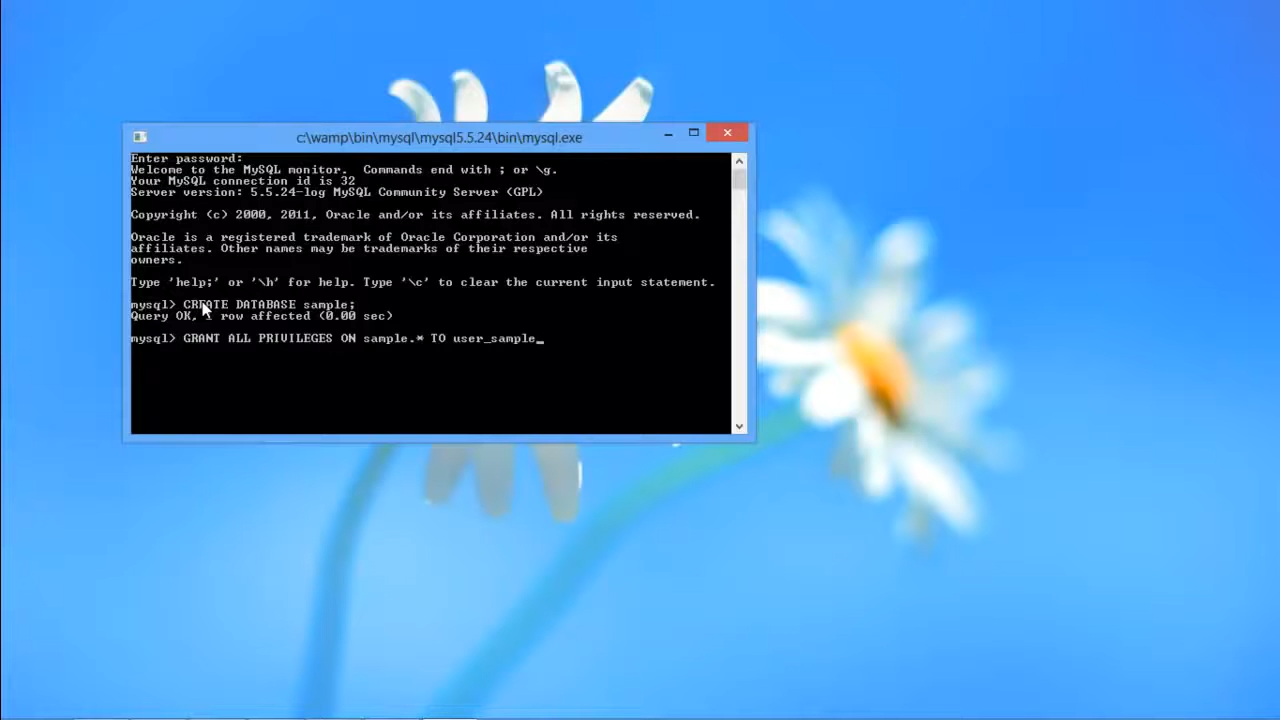 c:\wamp\bin\mysql\mysql5.5.24\bin\mysql.exe
Enter password:
Welcome to the MySQL monitor.  Commands end with ; or \g.
Your MySQL connection id is 32
Server version: 5.5.24-log MySQL Community Server (GPL)
Copyright (c) 2000, 2011, Oracle and/or its affiliates. All rights reserved.
Oracle is a registered trademark of Oracle Corporation and/or its
affiliates. Other names may be trademarks of their respective
owners.
Type 'help;' or '\h' for help. Type '\c' to clear the current input statement.
mysql> CREATE DATABASE sample;
Query OK, 1 row affected (0.00 sec)
mysql> GRANT ALL PRIVILEGES ON sample.* TO user_sample_